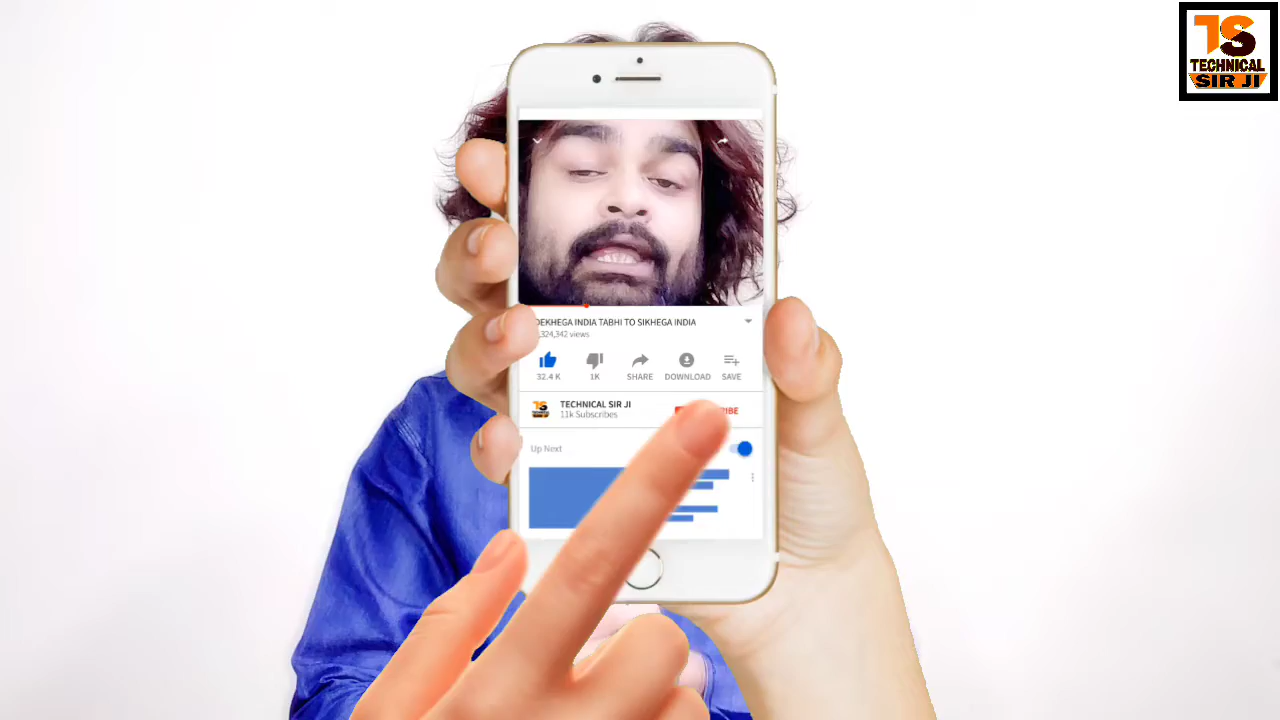 TS
TECHNICAL
SIR JI
DEKHEGA INDIA TABHI TO SIKHEGA INDIA
,324,342 views
32.4 K
1K
SHARE
DOWNLOAD
SAVE
TECHNICAL SIR JI
11k Subscribes
Up Next